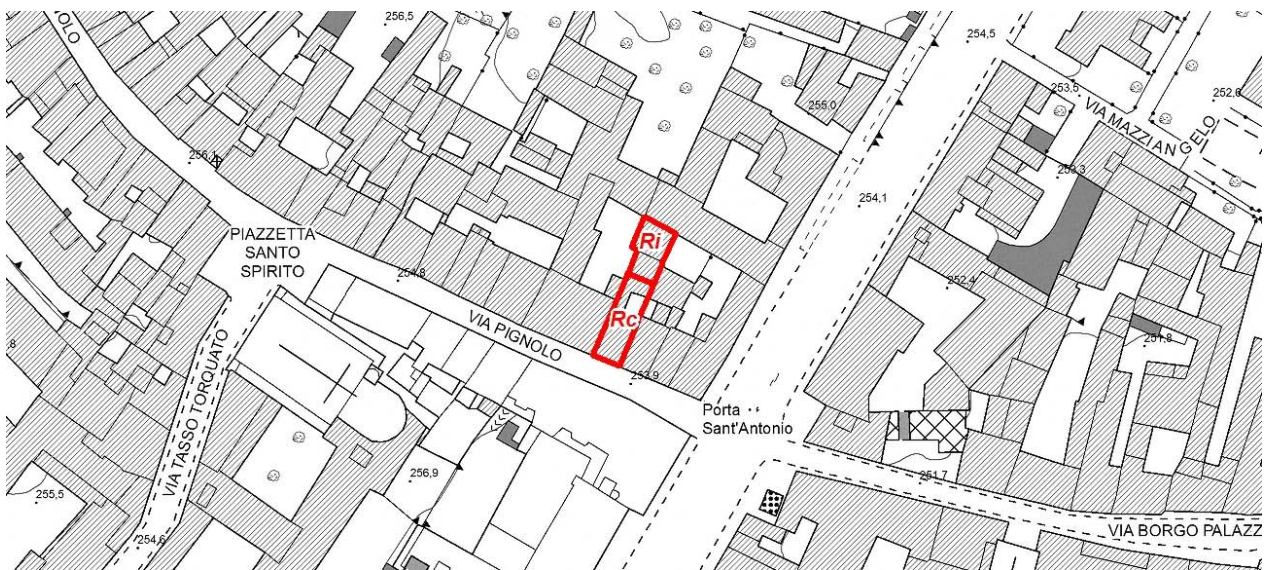 OLO
256,5
254,5
VIA MAZZI ANGELO
253,5
252,6
255,0
256,1
253,3
254,1
PIAZZETTA
SANTO
SPIRITO
Ri
254,8
252,4
Rc
VIA PIGNOLO
251,8
,8
253,9
Porta
Sant'Antonio
VIA TASSO TORQUATO
256,9
251,7
255,5
254,6
VIA BORGO PALAZZ